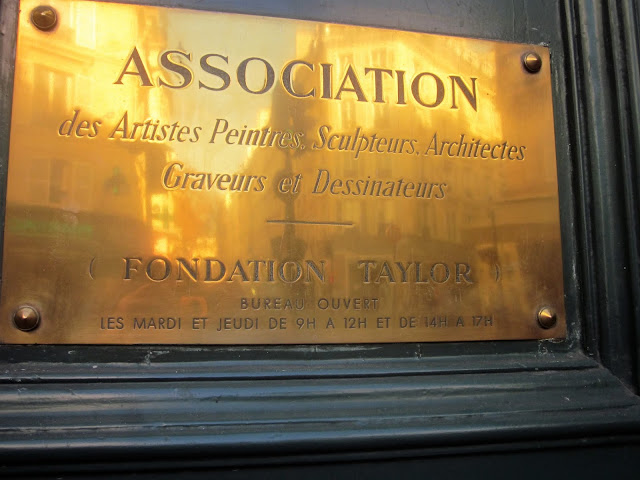 ASSOCIATION
des Artistes Peintres, Sculpteurs, Architectes
Graveurs et Dessinateurs
( FONDATION TAYLOR )
BUREAU OUVERT
LES MARDI ET JEUDI DE 9H A 12H ET DE 14H A 17H